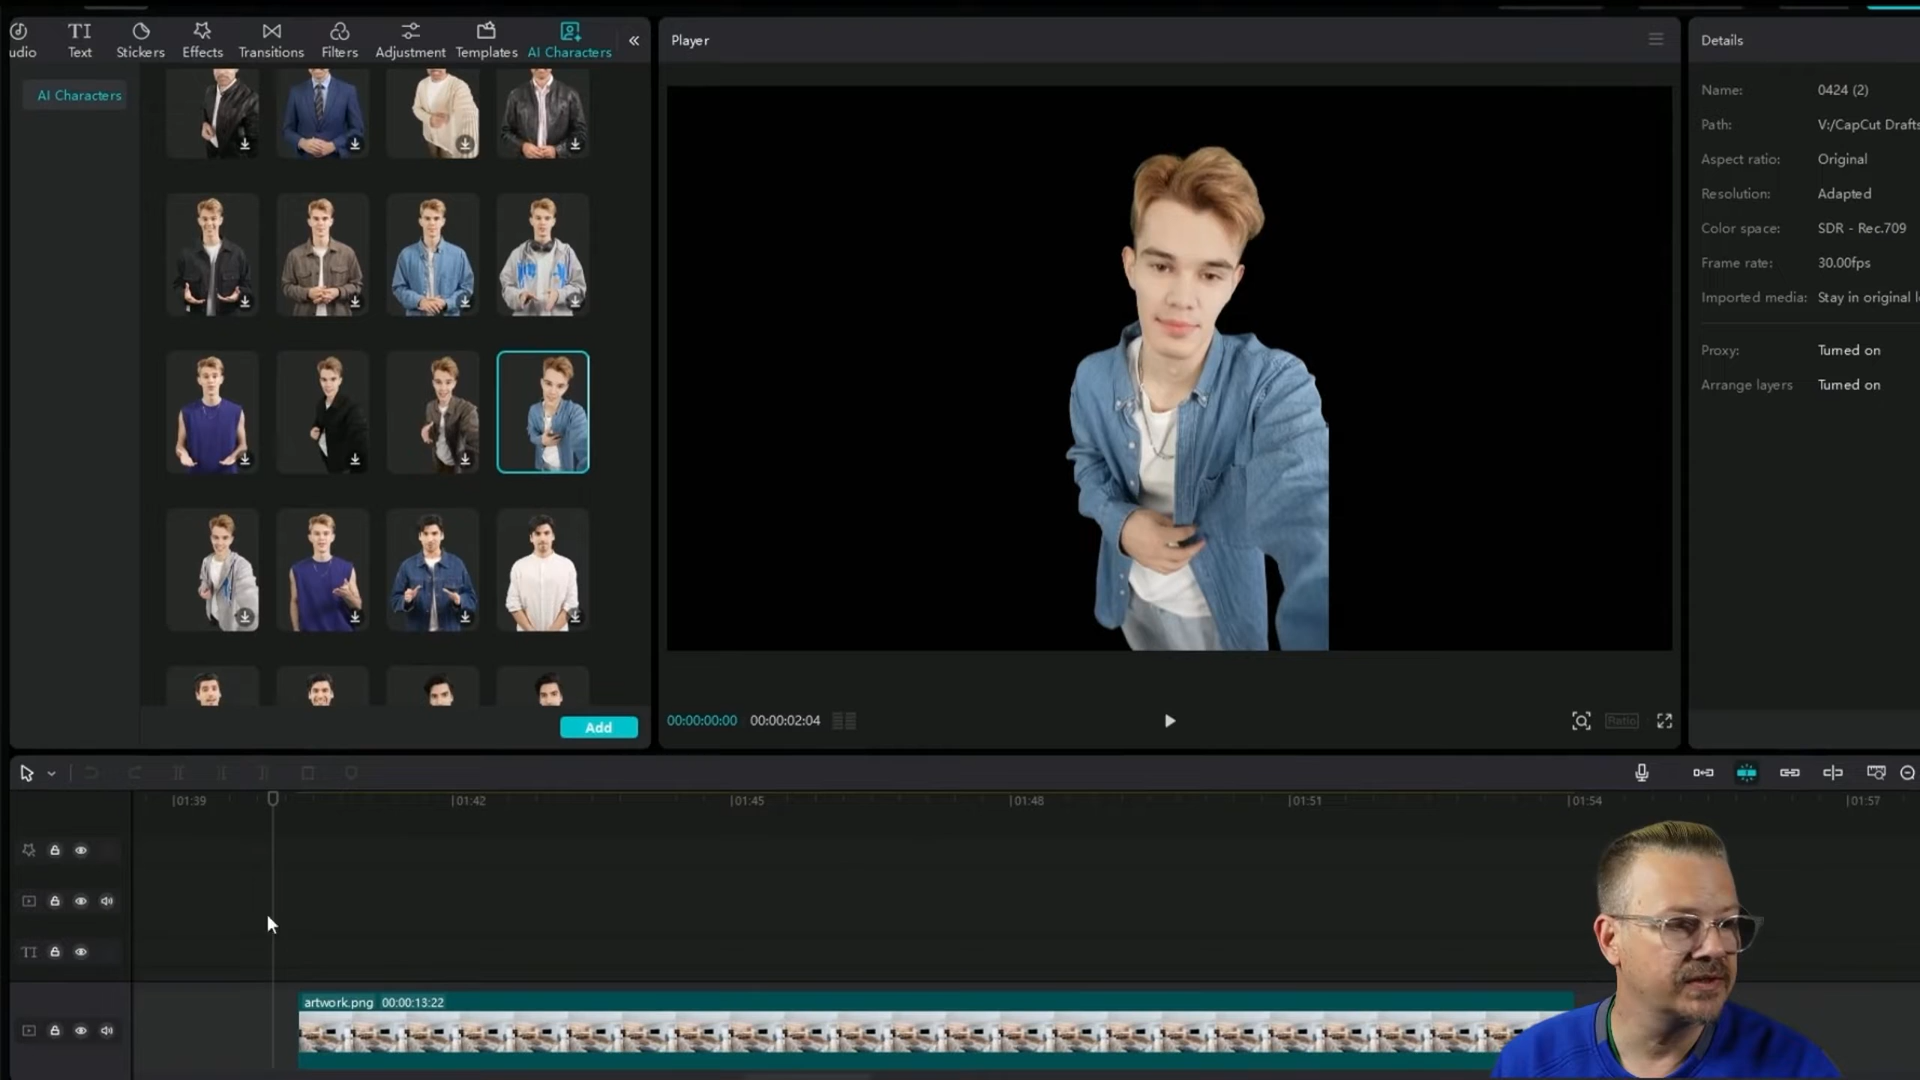 udio
Text
Stickers
Effects
Transitions
Filters
Adjustment
Templates
AI Characters
AI Characters
Add
Player
00:00:00:00 00:00:02:04
Ratio
Details
Name: 0424 (2)
Path: V:/CapCut Drafts
Aspect ratio: Original
Resolution: Adapted
Color space: SDR - Rec.709
Frame rate: 30.00fps
Imported media: Stay in original l
Proxy: Turned on
Arrange layers Turned on
01:39
01:42
01:45
01:48
01:51
01:54
01:57
artwork.png 00:00:13:22